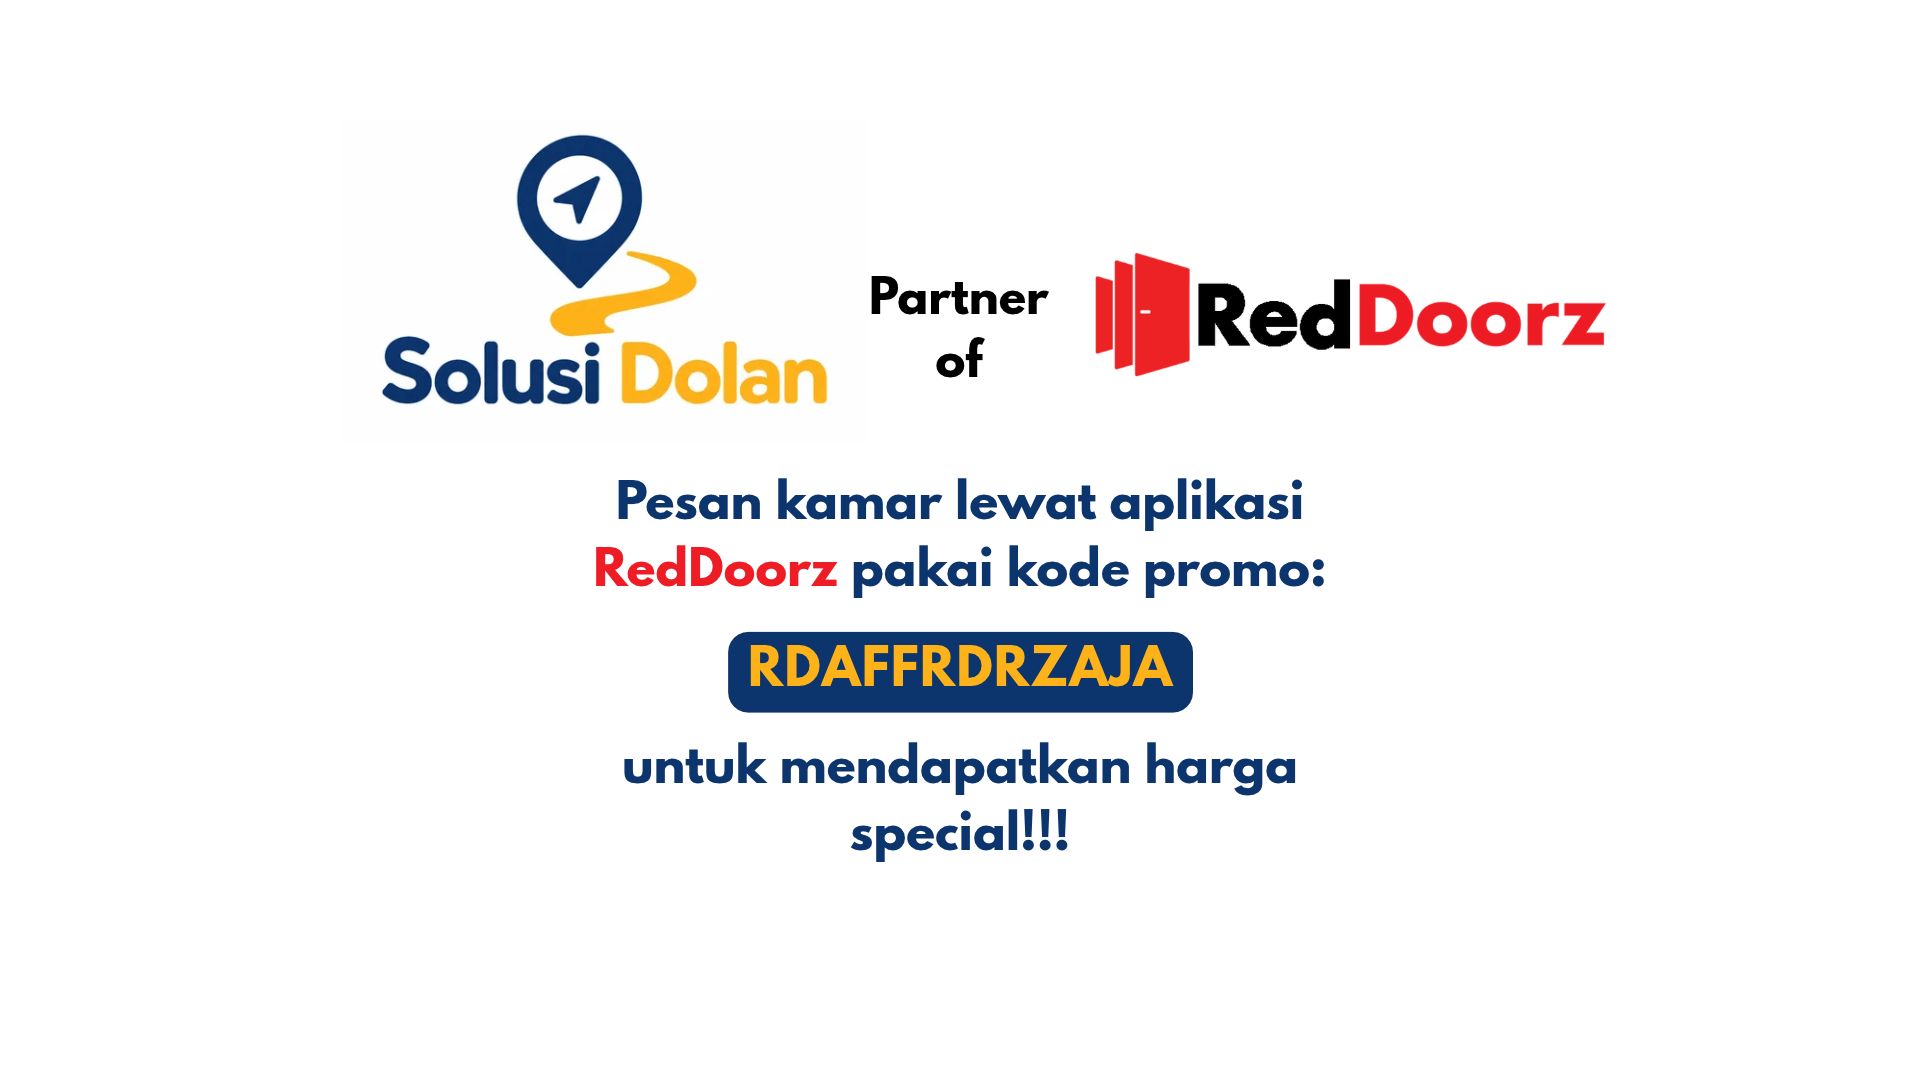 Solusi Dolan
Partner
of
RedDoorz
Pesan kamar lewat aplikasi
RedDoorz pakai kode promo:
RDAFFRDRZAJA
untuk mendapatkan harga
special!!!